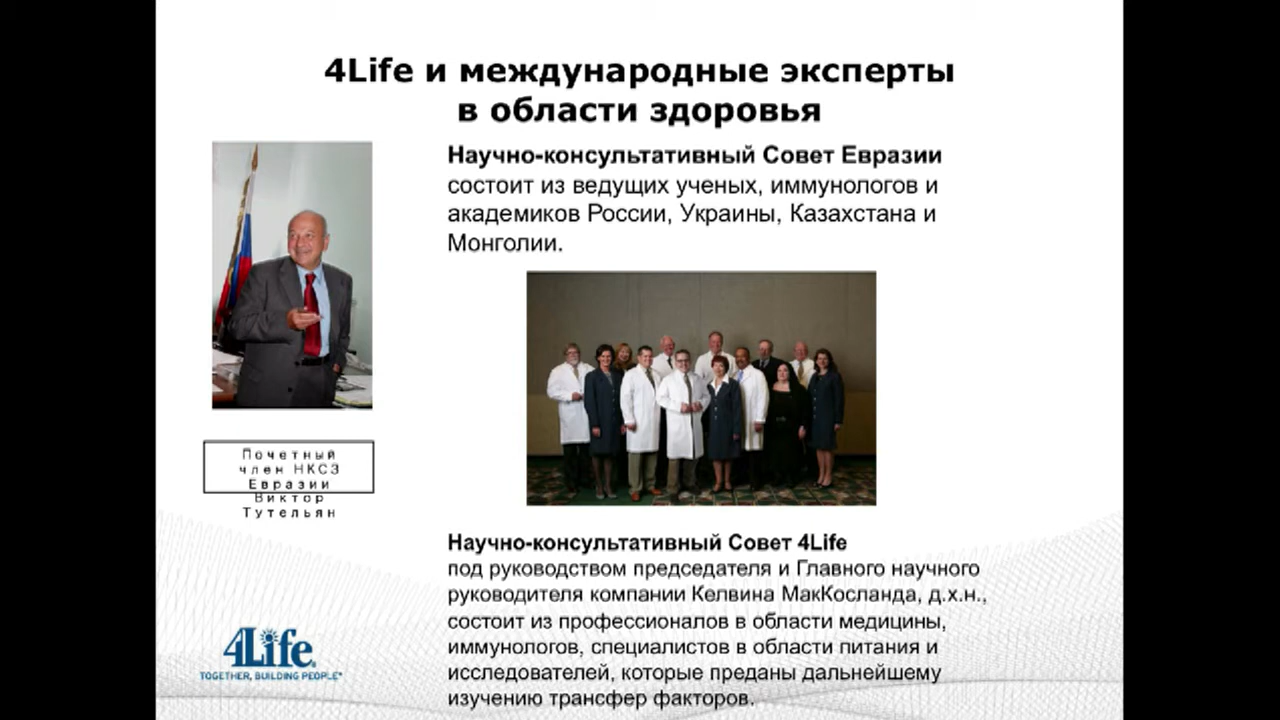 4Life и международные эксперты
в области здоровья
Научно-консультативный Совет Евразии
состоит из ведущих ученых, иммунологов и
академиков России, Украины, Казахстана и
Монголии.
Почетный
член НКСЗ
Евразии
Виктор
Тутельян
Научно-консультативный Совет 4Life
под руководством председателя и Главного научного
руководителя компании Келвина МакКосланда, д.х.н.,
состоит из профессионалов в области медицины,
иммунологов, специалистов в области питания и
исследователей, которые преданы дальнейшему
изучению трансфер факторов.
4Life®
TOGETHER, BUILDING PEOPLE™